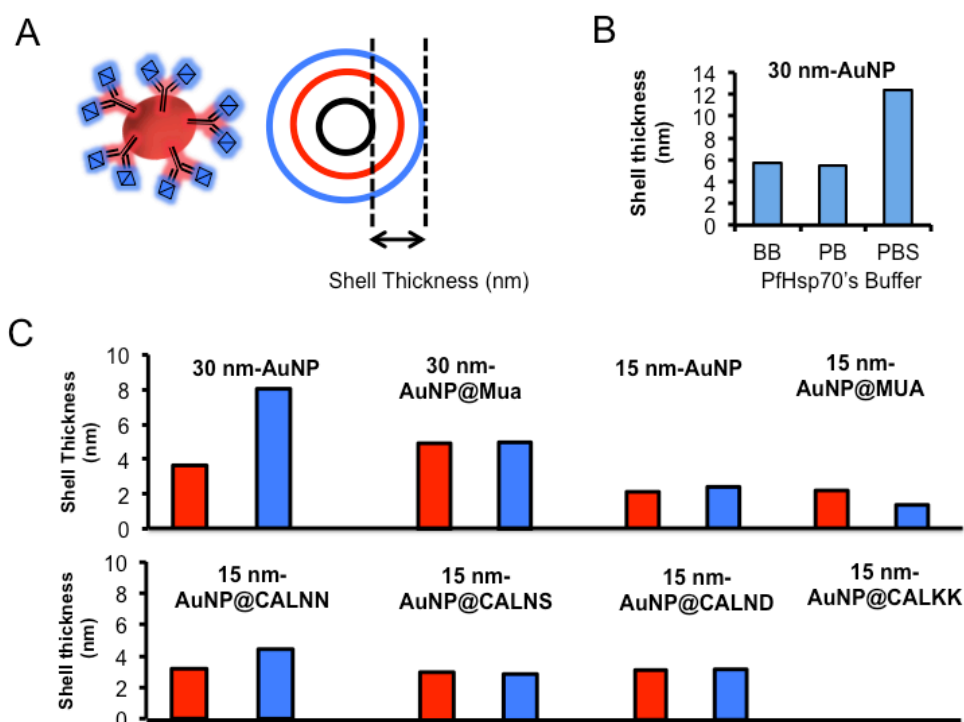 A
Shell Thickness (nm)
B
30 nm-AuNP
Shell thickness
(nm)
14
12
10
8
6
4
2
0
BB PB PBS
PfHsp70's Buffer
C
Shell Thickness
(nm)
10
8
6
4
2
0
30 nm-AuNP
30 nm-
AuNP@Mua
15 nm-AuNP
15 nm-
AuNP@MUA
Shell thickness
(nm)
10
8
6
4
2
0
15 nm-
AuNP@CALNN
15 nm-
AuNP@CALNS
15 nm-
AuNP@CALND
15 nm-
AuNP@CALKK